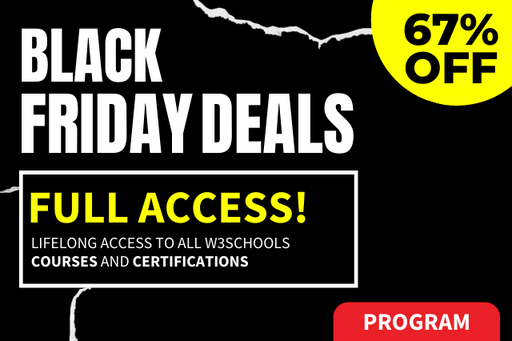 BLACK
FRIDAY DEALS
67%
OFF
FULL ACCESS!
LIFELONG ACCESS TO ALL W3SCHOOLS
COURSES AND CERTIFICATIONS
PROGRAM